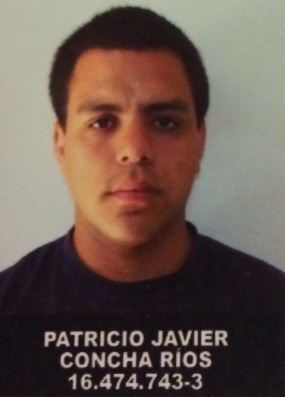 PATRICIO JAVIER
CONCHA RÍOS
16.474.743-3